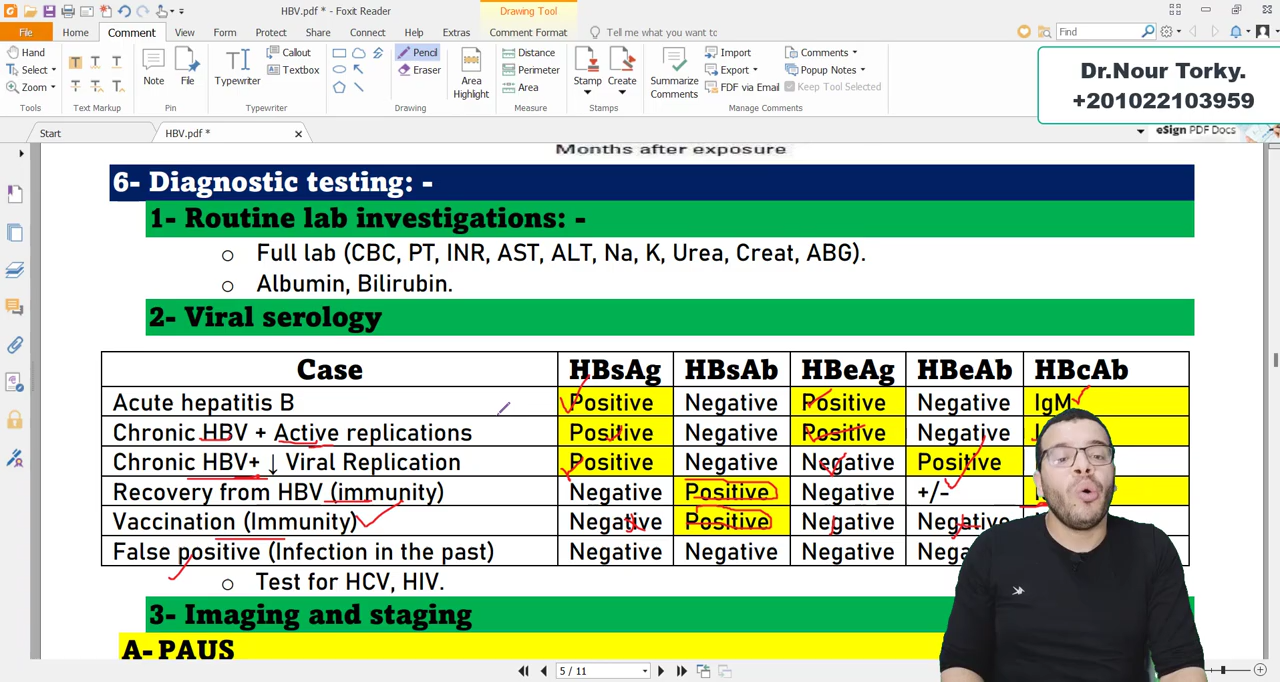 HBV.pdf * - Foxit Reader
Drawing Tool
File Home Comment View Form Protect Share Connect Help Extras Comment Format Tell me what you want to Find
Hand
Select
Zoom
Tools
Text Markup
Note
File
Pin
Typewriter
Callout
Textbox
Typewriter
Pencil
Eraser
Drawing
Area Highlight
Distance
Perimeter
Area
Measure
Stamp
Create
Stamps
Summarize Comments
Import
Export
FDF via Email
Comments
Popup Notes
Keep Tool Selected
Manage Comments
Dr.Nour Torky.
+201022103959
Start HBV.pdf * eSign PDF Docs
Months after exposure
6- Diagnostic testing: -
1- Routine lab investigations: -
o Full lab (CBC, PT, INR, AST, ALT, Na, K, Urea, Creat, ABG).
o Albumin, Bilirubin.
2- Viral serology
Case HBsAg HBsAb HBeAg HBeAb HBcAb
Acute hepatitis B Positive Negative Positive Negative IgM
Chronic HBV + Active replications Positive Negative Positive Negative
Chronic HBV+ ↓ Viral Replication Positive Negative Negative Positive
Recovery from HBV (immunity) Negative Positive Negative +/-
Vaccination (Immunity) Negative Positive Negative Negative
False positive (Infection in the past) Negative Negative Negative
o Test for HCV, HIV.
3- Imaging and staging
A- PAUS
5 / 11